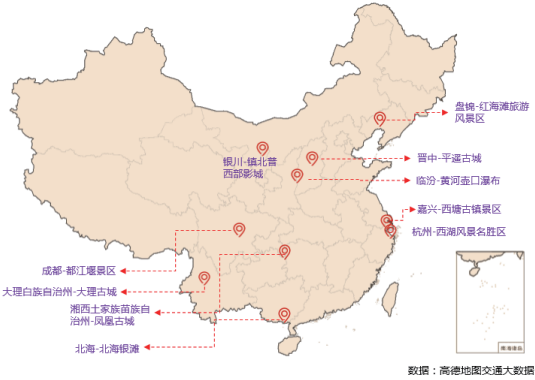 盘锦-红海滩旅游
风景区
银川-镇北普
西部影城
晋中-平遥古城
临汾-黄河壶口瀑布
嘉兴-西塘古镇景区
杭州-西湖风景名胜区
成都-都江堰景区
大理白族自治州-大理古城
湘西土家族苗族自
治州-凤凰古城
北海-北海银滩
南海诸岛
数据：高德地图交通大数据